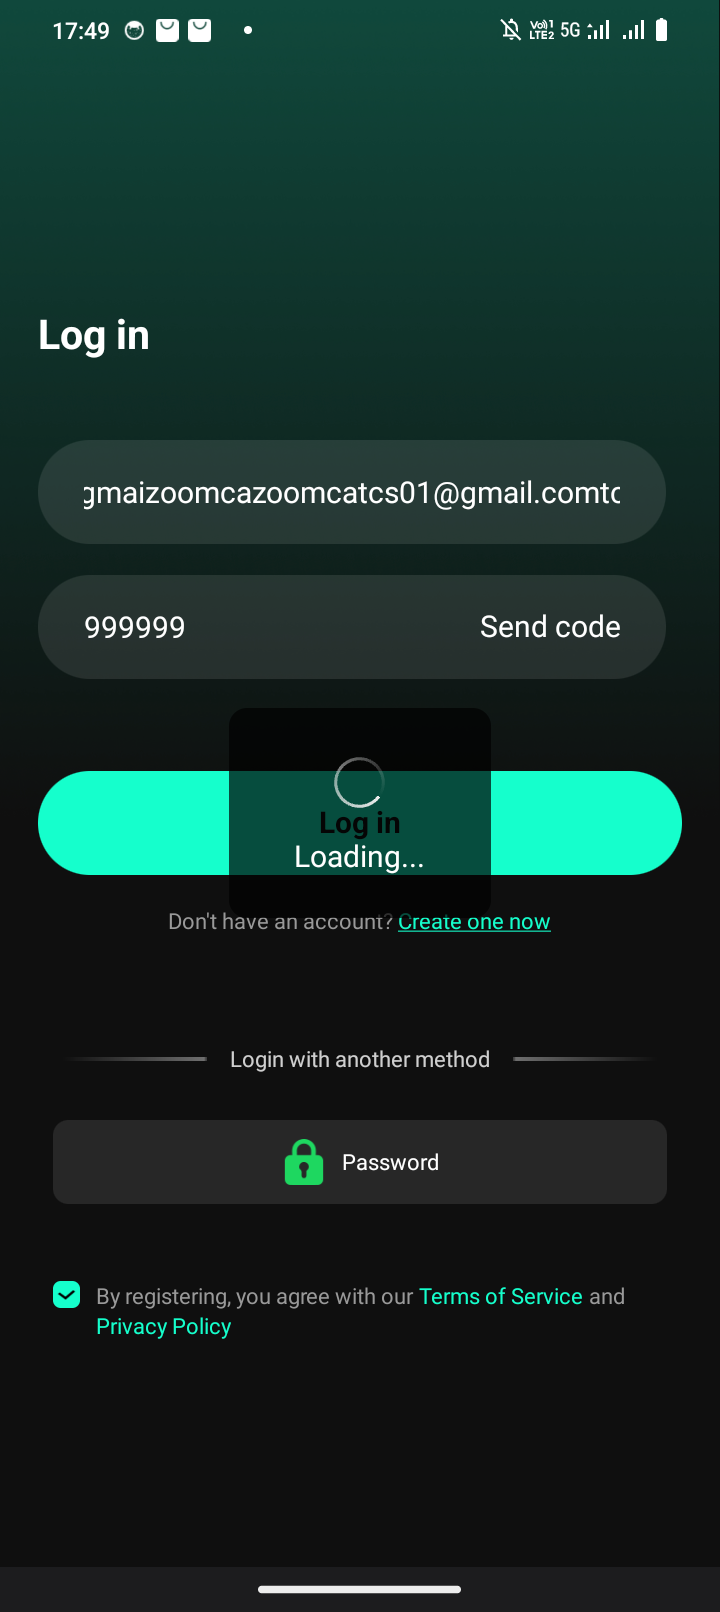 17:49 Vo)) 1 LTE2 5G
Log in
gmaizoomcazoomcatcs01@gmail.comtc
999999 Send code
Log in
Loading...
Don't have an account? Create one now
Login with another method
Password
By registering, you agree with our Terms of Service and
Privacy Policy